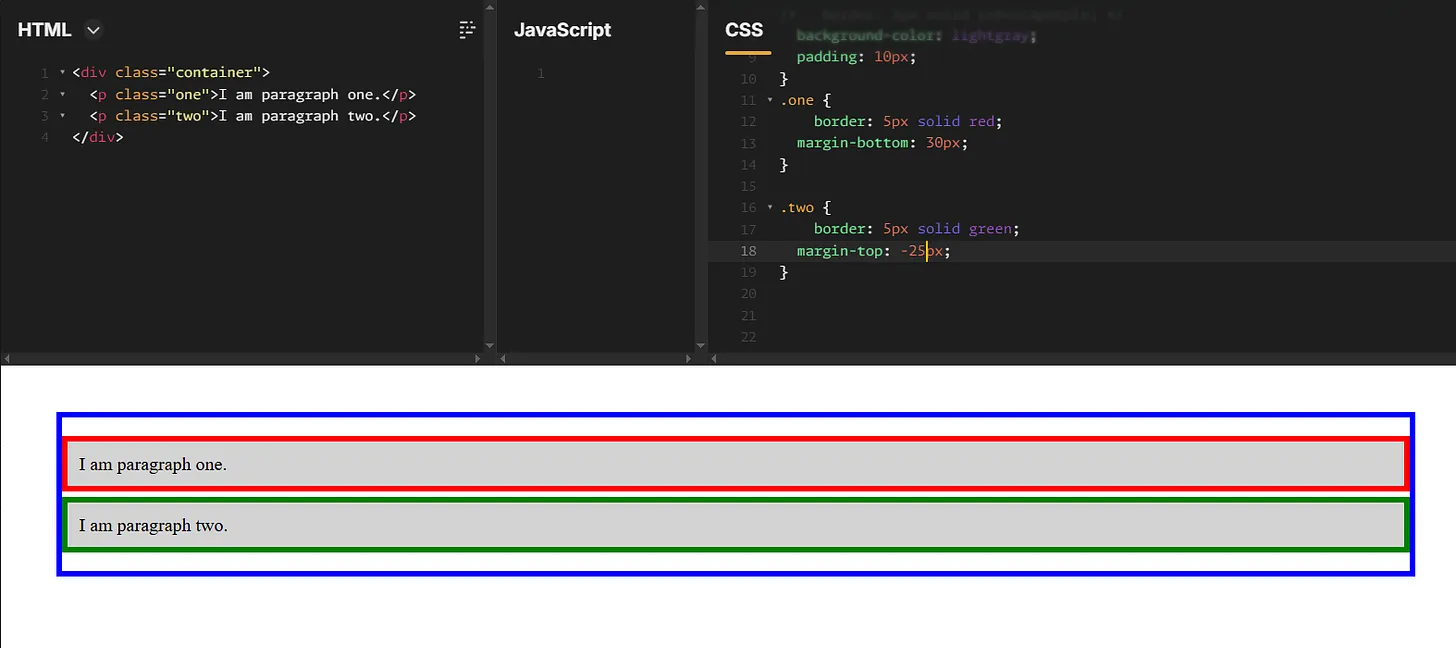 HTML
1 <div class="container">
2 <p class="one">I am paragraph one.</p>
3 <p class="two">I am paragraph two.</p>
4 </div>
JavaScript
1
CSS
background-color: lightgray;
9 padding: 10px;
10 }
11 .one {
12 border: 5px solid red;
13 margin-bottom: 30px;
14 }
15
16 .two {
17 border: 5px solid green;
18 margin-top: -25px;
19 }
20
21
22
I am paragraph one.
I am paragraph two.